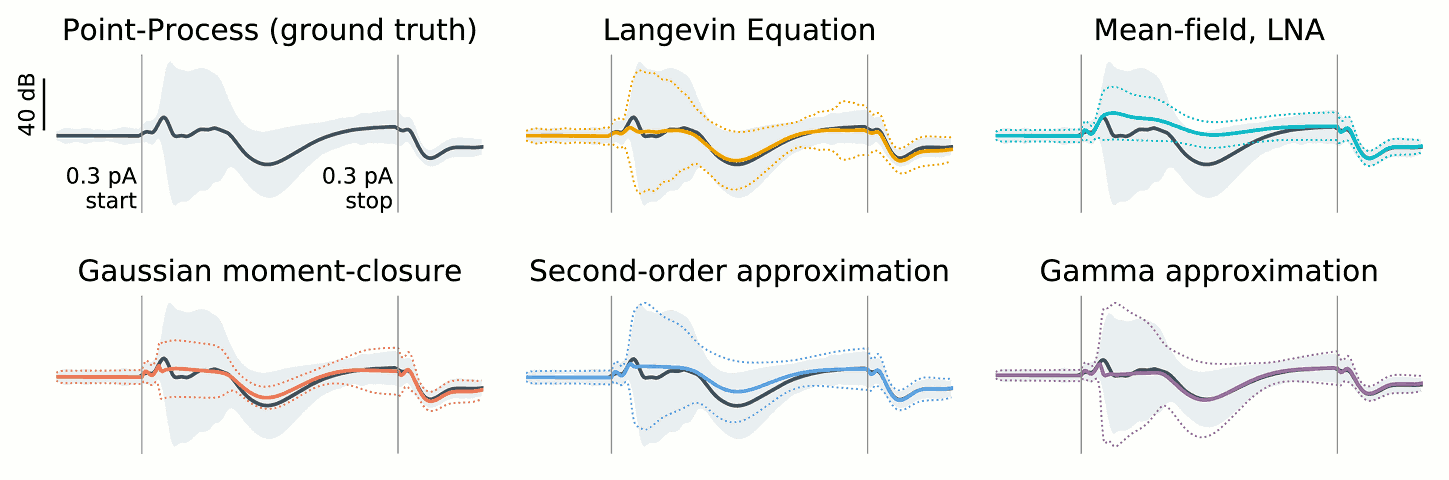 Point-Process (ground truth)
Langevin Equation
Mean-field, LNA
40 dB
0.3 pA
start
0.3 pA
stop
Gaussian moment-closure
Second-order approximation
Gamma approximation